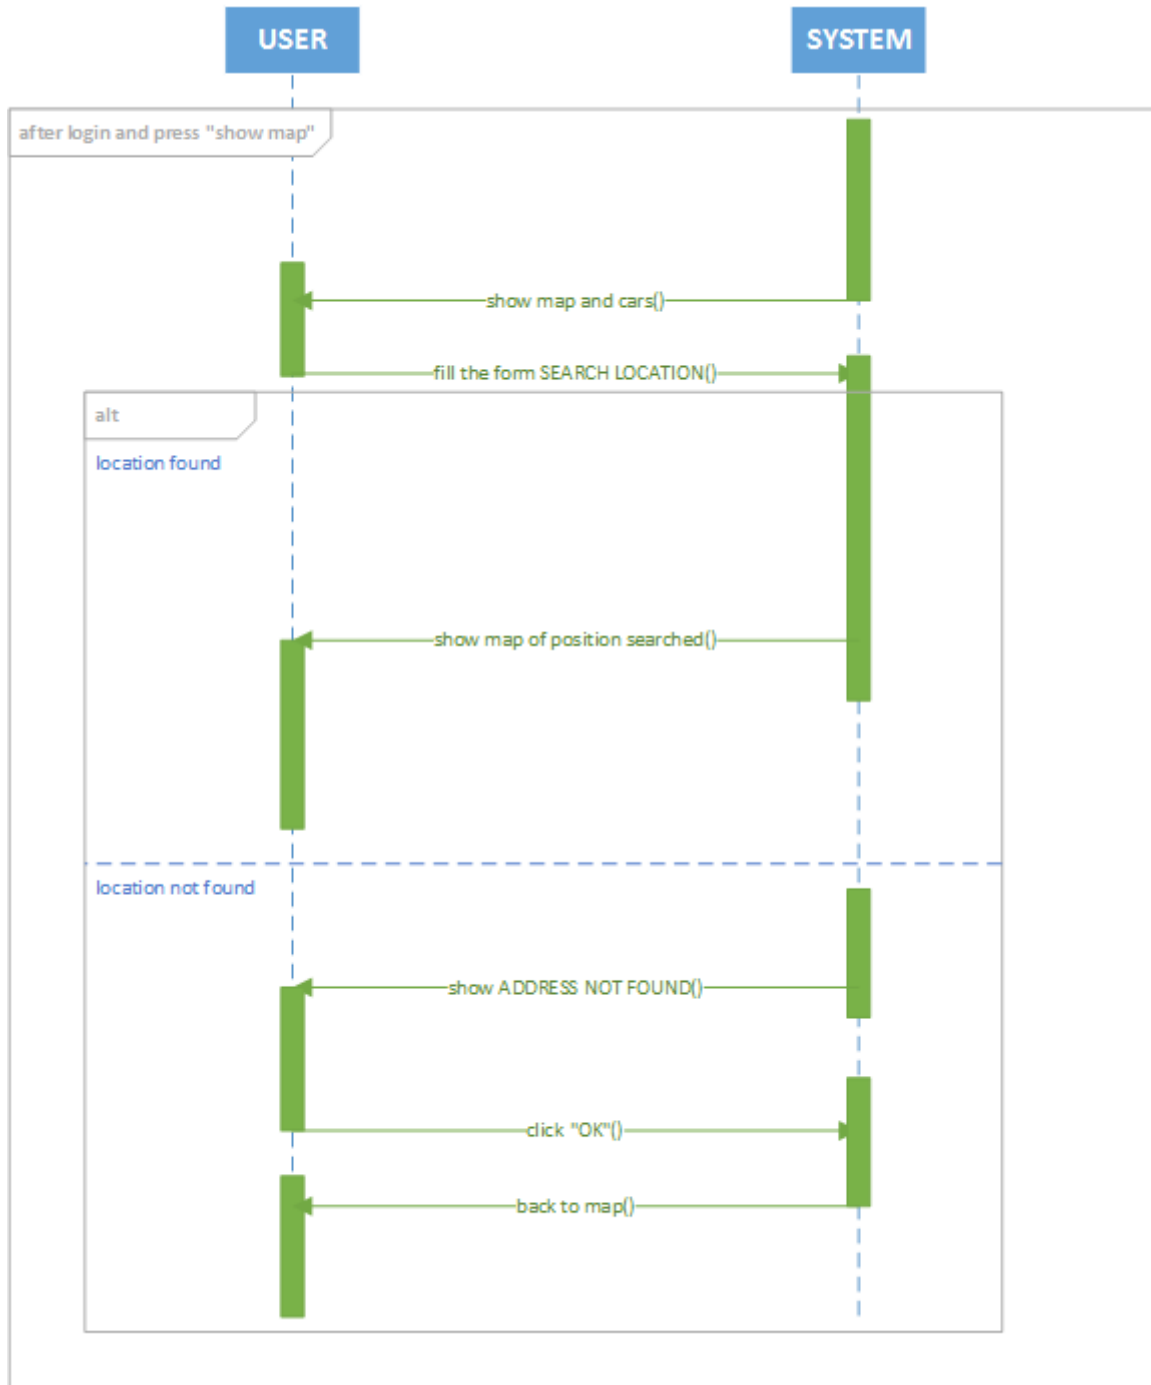 USER
SYSTEM
after login and press "show map"
show map and cars()
fill the form SEARCH LOCATION()
alt
location found
show map of position searched()
location not found
show ADDRESS NOT FOUND()
click "OK"()
back to map()